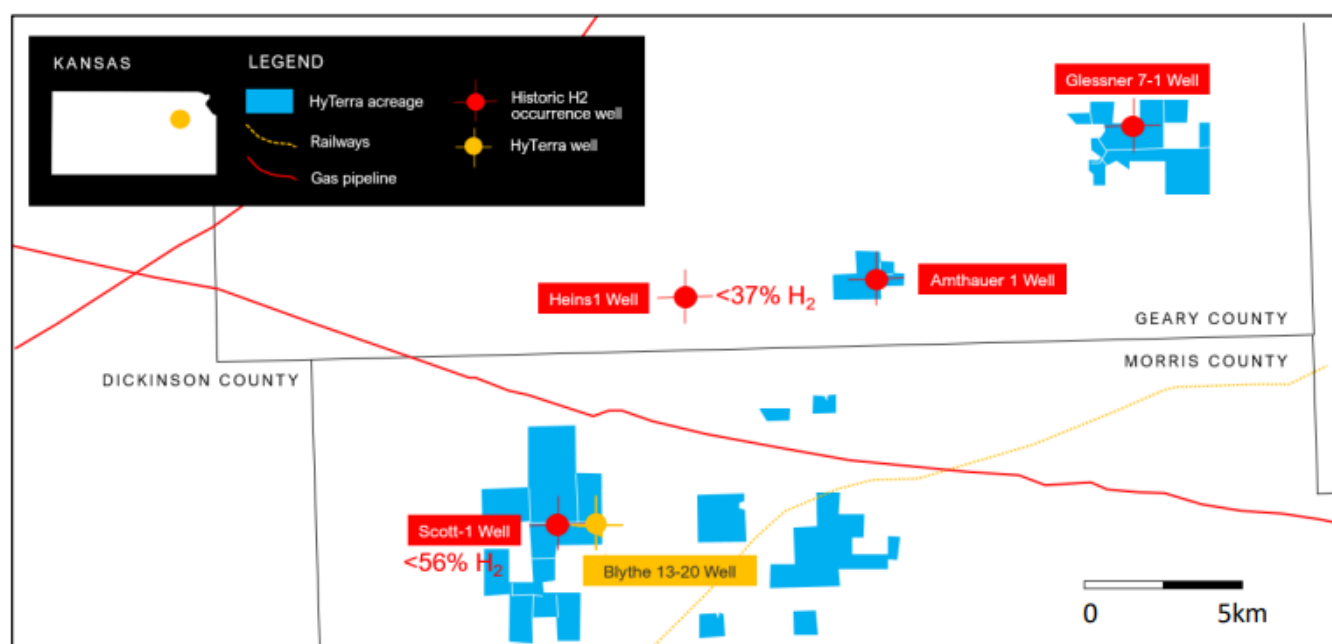 KANSAS
LEGEND
HyTerra acreage
Railways
Gas pipeline
Historic H2
occurrence well
HyTerra well
Glessner 7-1 Well
Heins1 Well
<37% H₂
Amthauer 1 Well
GEARY COUNTY
DICKINSON COUNTY
MORRIS COUNTY
Scott-1 Well
<56% H₂
Blythe 13-20 Well
0
5km